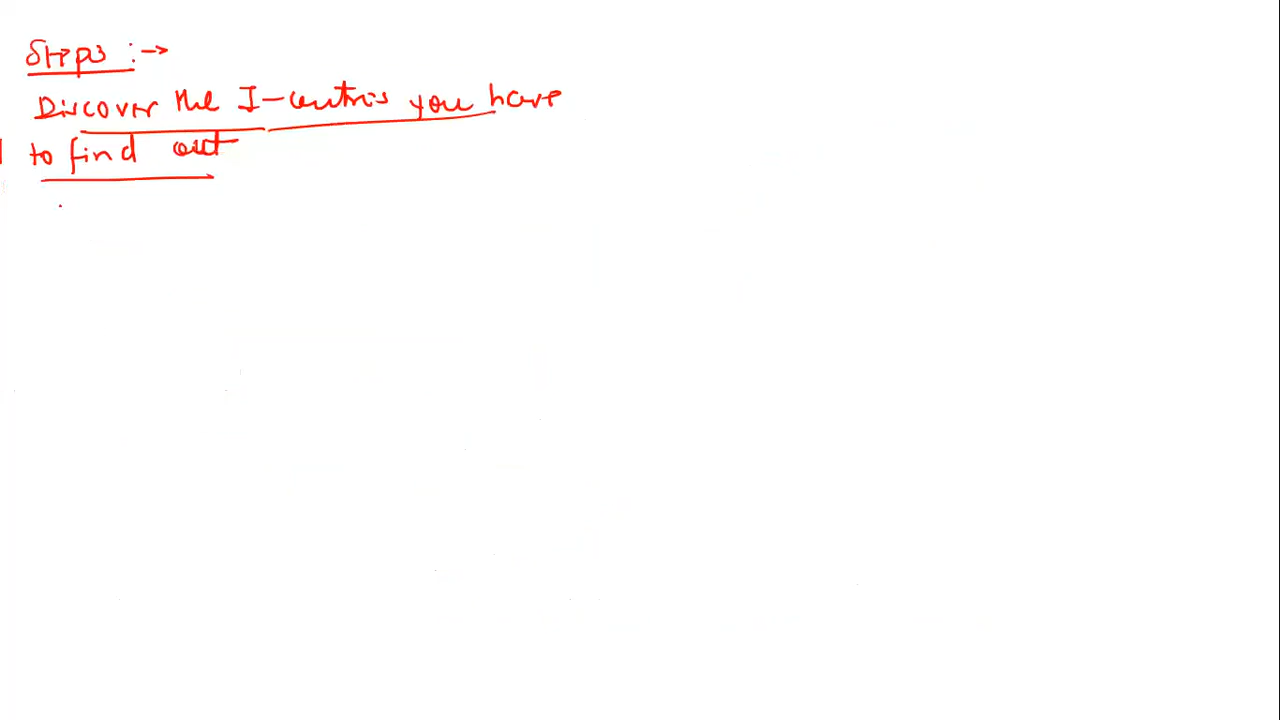 Steps :→
Discover the I-centres you have
to find out